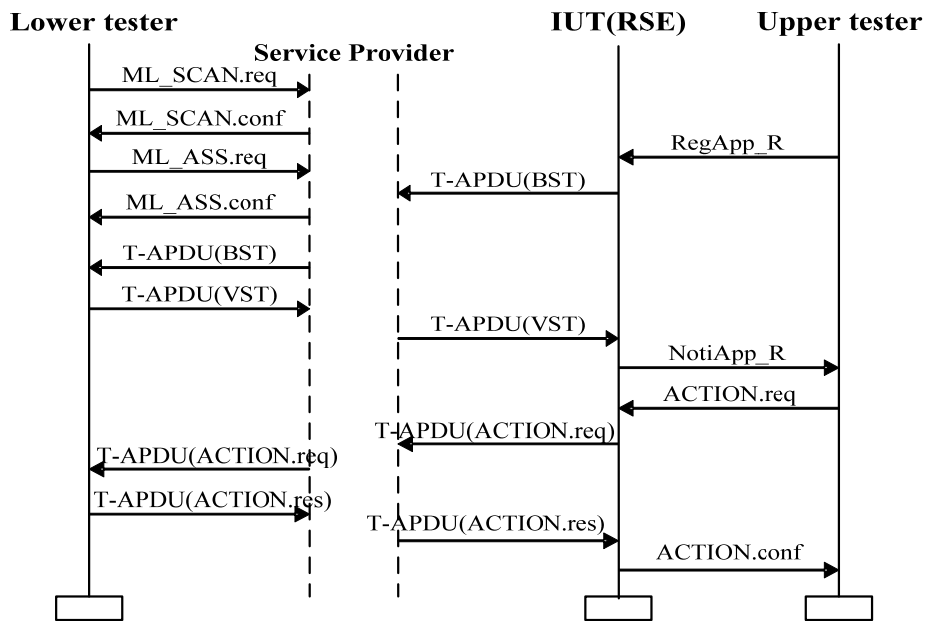 Lower tester
IUT(RSE)
Upper tester
Service Provider
ML_SCAN.req
ML_SCAN.conf
RegApp_R
ML_ASS.req
T-APDU(BST)
ML_ASS.conf
T-APDU(BST)
T-APDU(VST)
T-APDU(VST)
NotiApp_R
ACTION.req
T-APDU(ACTION.req)
T-APDU(ACTION.req)
T-APDU(ACTION.res)
T-APDU(ACTION.res)
ACTION.conf